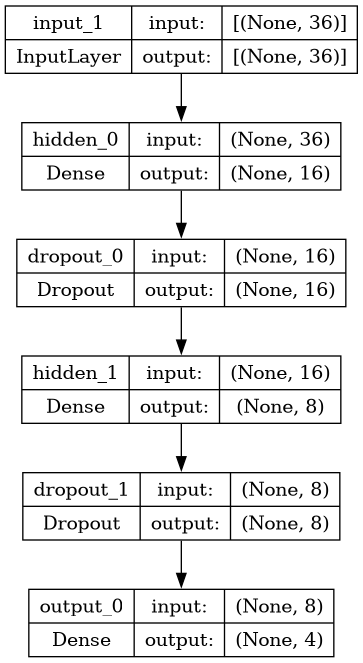 input_1 input: [(None, 36)]
InputLayer output: [(None, 36)]
hidden_0 input: (None, 36)
Dense output: (None, 16)
dropout_0 input: (None, 16)
Dropout output: (None, 16)
hidden_1 input: (None, 16)
Dense output: (None, 8)
dropout_1 input: (None, 8)
Dropout output: (None, 8)
output_0 input: (None, 8)
Dense output: (None, 4)